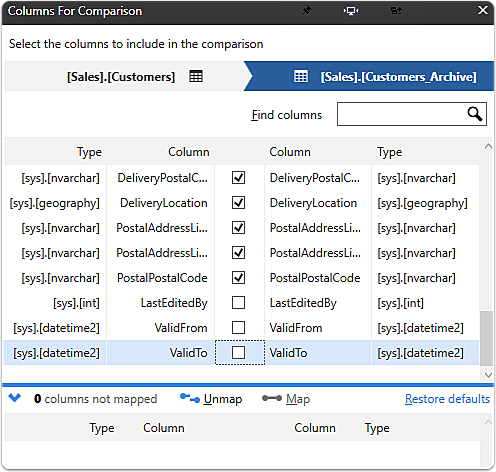 Columns For Comparison
Select the columns to include in the comparison
[Sales].[Customers] [Sales].[Customers_Archive]
Find columns
Type Column Column Type
[sys].[nvarchar] DeliveryPostalC... DeliveryPostalC... [sys].[nvarchar]
[sys].[geography] DeliveryLocation DeliveryLocation [sys].[geography]
[sys].[nvarchar] PostalAddressLi... PostalAddressLi... [sys].[nvarchar]
[sys].[nvarchar] PostalAddressLi... PostalAddressLi... [sys].[nvarchar]
[sys].[nvarchar] PostalPostalCode PostalPostalCode [sys].[nvarchar]
[sys].[int] LastEditedBy LastEditedBy [sys].[int]
[sys].[datetime2] ValidFrom ValidFrom [sys].[datetime2]
[sys].[datetime2] ValidTo ValidTo [sys].[datetime2]
0 columns not mapped Unmap Map Restore defaults
Type Column Column Type